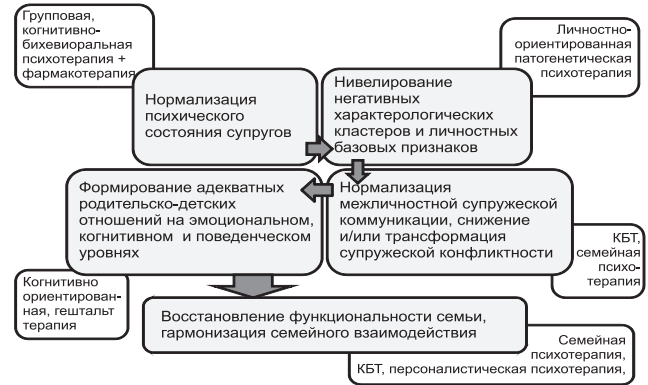 Групповая,
когнитивно-
бихевиоральная
психотерапия +
фармакотерапия
Личностно-
ориентированная
патогенетическая
психотерапия
Нормализация
психического
состояния супругов
Нивелирование
негативных
характерологических
кластеров и личностных
базовых признаков
Формирование адекватных
родительско-детских
отношений на эмоциональном,
когнитивном и поведенческом
уровнях
Нормализация
межличностной супружеской
коммуникации, снижение
и/или трансформация
супружеской конфликтности
КБТ,
семейная
психо-
терапия
Когнитивно
ориентирован-
ная, гештальт
терапия
Восстановление функциональности семьи,
гармонизация семейного взаимодействия
Семейная
психотерапия,
КБТ, персоналистическая психотерапия,